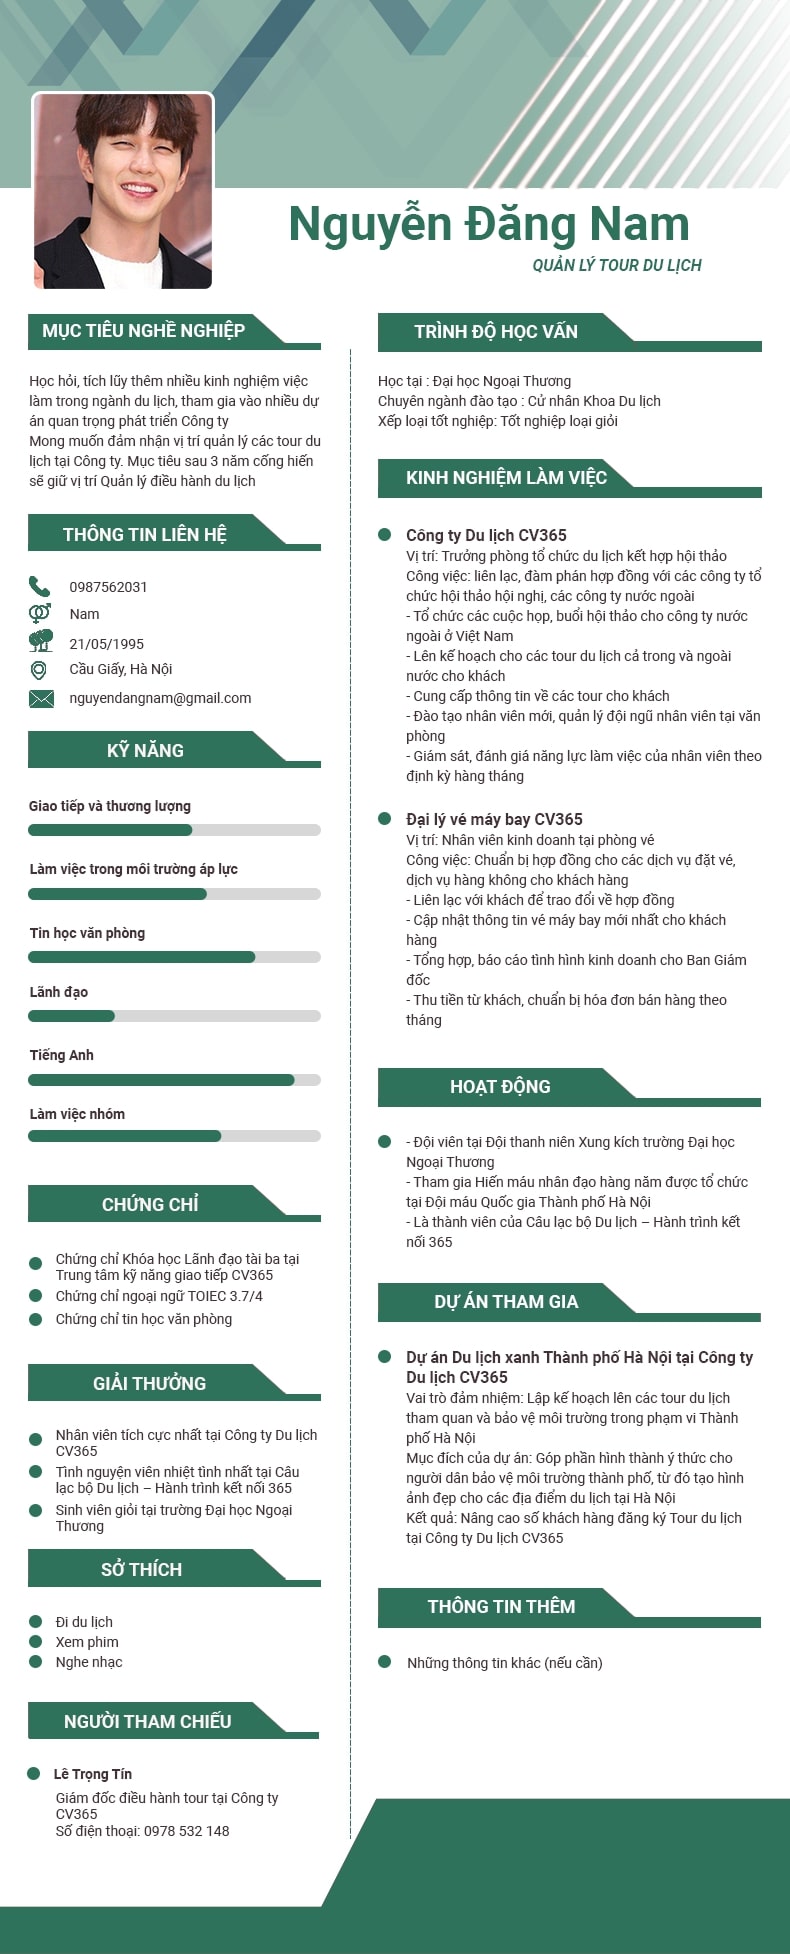 Nguyễn Đăng Nam
QUẢN LÝ TOUR DU LỊCH
MỤC TIÊU NGHỀ NGHIỆP
Học hỏi, tích lũy thêm nhiều kinh nghiệm việc
làm trong ngành du lịch, tham gia vào nhiều dự
án quan trọng phát triển Công ty
Mong muốn đảm nhận vị trí quản lý các tour du
lịch tại Công ty. Mục tiêu sau 3 năm cống hiến
sẽ giữ vị trí Quản lý điều hành du lịch
THÔNG TIN LIÊN HỆ
0987562031
Nam
21/05/1995
Cầu Giấy, Hà Nội
nguyendangnam@gmail.com
KỸ NĂNG
Giao tiếp và thương lượng
Làm việc trong môi trường áp lực
Tin học văn phòng
Lãnh đạo
Tiếng Anh
Làm việc nhóm
CHỨNG CHỈ
Chứng chỉ Khóa học Lãnh đạo tài ba tại
Trung tâm kỹ năng giao tiếp CV365
Chứng chỉ ngoại ngữ TOIEC 3.7/4
Chứng chỉ tin học văn phòng
GIẢI THƯỞNG
Nhân viên tích cực nhất tại Công ty Du lịch
CV365
Tình nguyện viên nhiệt tình nhất tại Câu
lạc bộ Du lịch – Hành trình kết nối 365
Sinh viên giỏi tại trường Đại học Ngoại
Thương
SỞ THÍCH
Đi du lịch
Xem phim
Nghe nhạc
NGƯỜI THAM CHIẾU
Lê Trọng Tín
Giám đốc điều hành tour tại Công ty
CV365
Số điện thoại: 0978 532 148
TRÌNH ĐỘ HỌC VẤN
Học tại : Đại học Ngoại Thương
Chuyên ngành đào tạo : Cử nhân Khoa Du lịch
Xếp loại tốt nghiệp: Tốt nghiệp loại giỏi
KINH NGHIỆM LÀM VIỆC
Công ty Du lịch CV365
Vị trí: Trưởng phòng tổ chức du lịch kết hợp hội thảo
Công việc: liên lạc, đàm phán hợp đồng với các công ty tổ
chức hội thảo hội nghị, các công ty nước ngoài
- Tổ chức các cuộc họp, buổi hội thảo cho công ty nước
ngoài ở Việt Nam
- Lên kế hoạch cho các tour du lịch cả trong và ngoài
nước cho khách
- Cung cấp thông tin về các tour cho khách
- Đào tạo nhân viên mới, quản lý đội ngũ nhân viên tại văn
phòng
- Giám sát, đánh giá năng lực làm việc của nhân viên theo
định kỳ hàng tháng
Đại lý vé máy bay CV365
Vị trí: Nhân viên kinh doanh tại phòng vé
Công việc: Chuẩn bị hợp đồng cho các dịch vụ đặt vé,
dịch vụ hàng không cho khách hàng
- Liên lạc với khách để trao đổi về hợp đồng
- Cập nhật thông tin vé máy bay mới nhất cho khách
hàng
- Tổng hợp, báo cáo tình hình kinh doanh cho Ban Giám
đốc
- Thu tiền từ khách, chuẩn bị hóa đơn bán hàng theo
tháng
HOẠT ĐỘNG
- Đội viên tại Đội thanh niên Xung kích trường Đại học
Ngoại Thương
- Tham gia Hiến máu nhân đạo hàng năm được tổ chức
tại Đội máu Quốc gia Thành phố Hà Nội
- Là thành viên của Câu lạc bộ Du lịch – Hành trình kết
nối 365
DỰ ÁN THAM GIA
Dự án Du lịch xanh Thành phố Hà Nội tại Công ty
Du lịch CV365
Vai trò đảm nhiệm: Lập kế hoạch lên các tour du lịch
tham quan và bảo vệ môi trường trong phạm vi Thành
phố Hà Nội
Mục đích của dự án: Góp phần hình thành ý thức cho
người dân bảo vệ môi trường thành phố, từ đó tạo hình
ảnh đẹp cho các địa điểm du lịch tại Hà Nội
Kết quả: Nâng cao số khách hàng đăng ký Tour du lịch
tại Công ty Du lịch CV365
THÔNG TIN THÊM
Những thông tin khác (nếu cần)